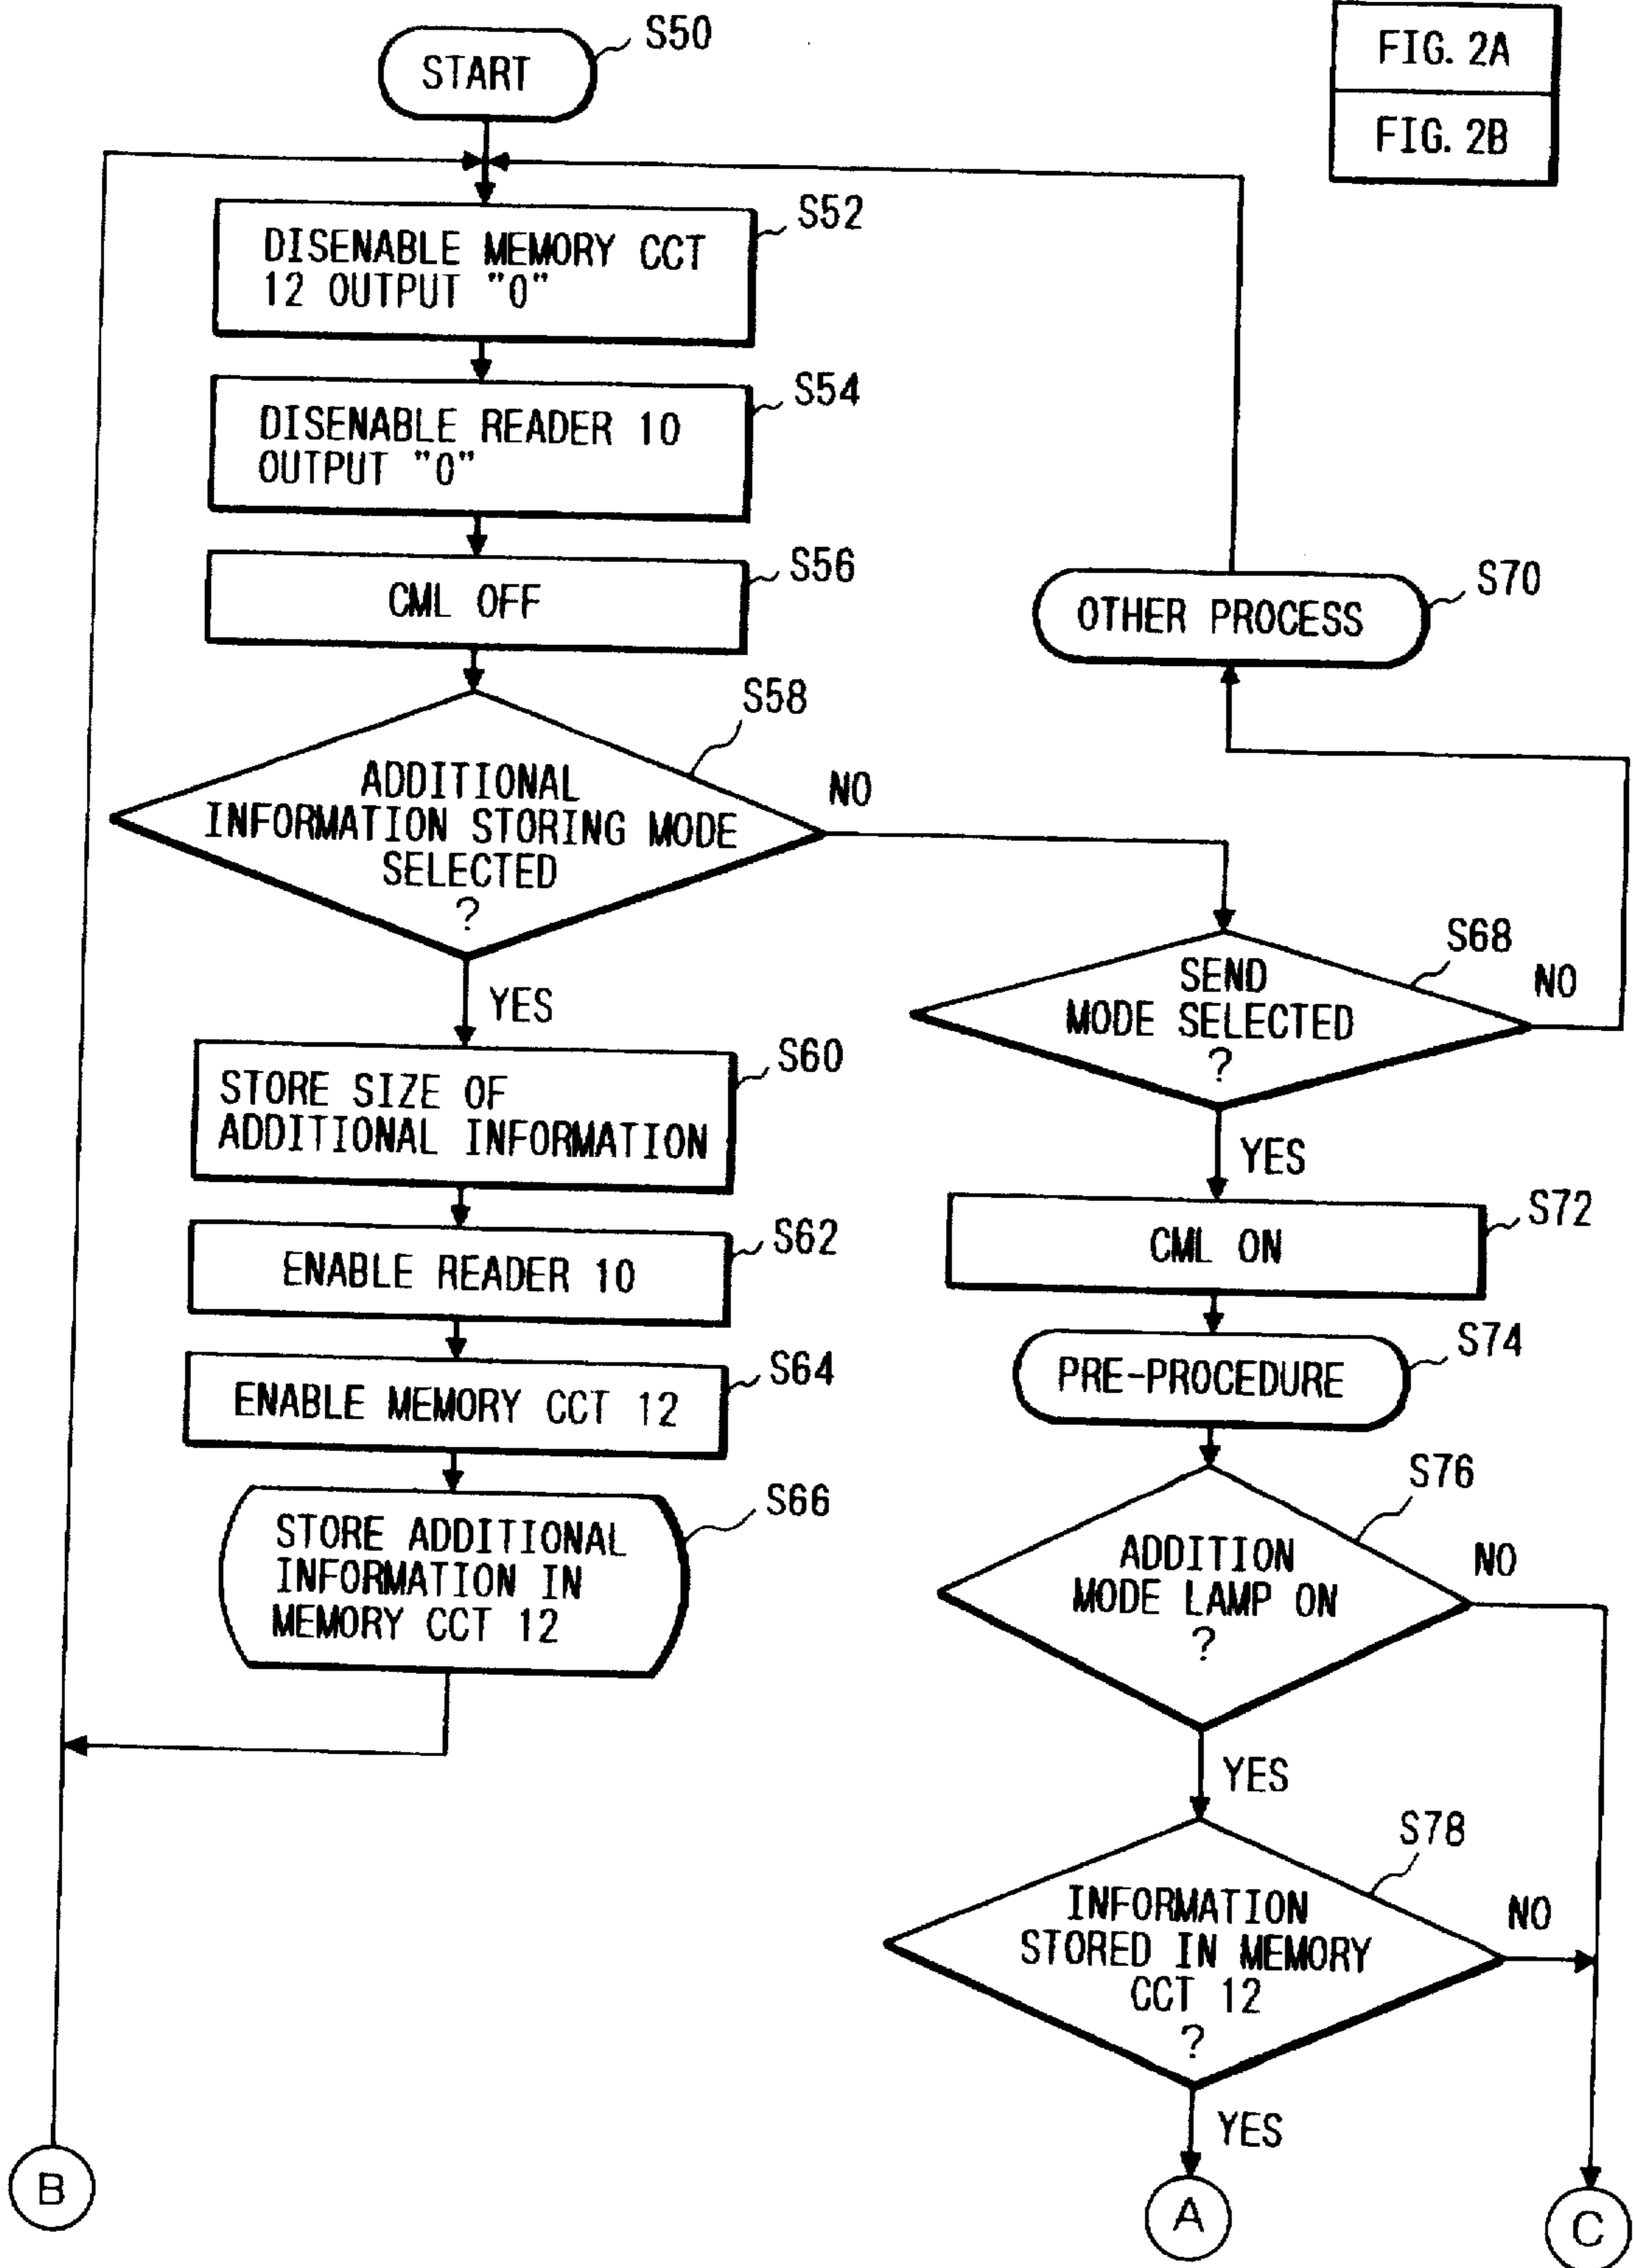 FIG. 2A
FIG. 2B
S50
START
S52
DISENABLE MEMORY CCT
12 OUTPUT "0"
S54
DISENABLE READER 10
OUTPUT "0"
S56
CML OFF
S58
ADDITIONAL
INFORMATION STORING MODE
SELECTED
?
NO
YES
S60
STORE SIZE OF
ADDITIONAL INFORMATION
S62
ENABLE READER 10
S64
ENABLE MEMORY CCT 12
S66
STORE ADDITIONAL
INFORMATION IN
MEMORY CCT 12
B
S70
OTHER PROCESS
S68
SEND
MODE SELECTED
?
NO
YES
S72
CML ON
S74
PRE-PROCEDURE
S76
ADDITION
MODE LAMP ON
?
NO
YES
S78
INFORMATION
STORED IN MEMORY
CCT 12
?
NO
YES
A
C